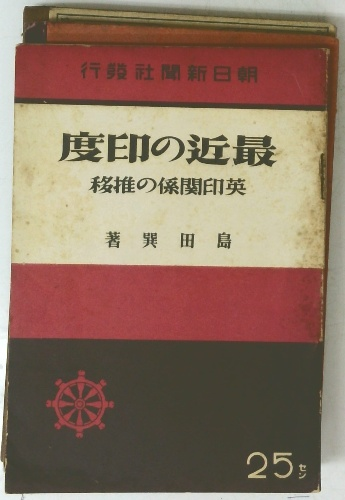 朝日新聞社發行
最近の印度
英印関係の推移
島田巽著
25セン